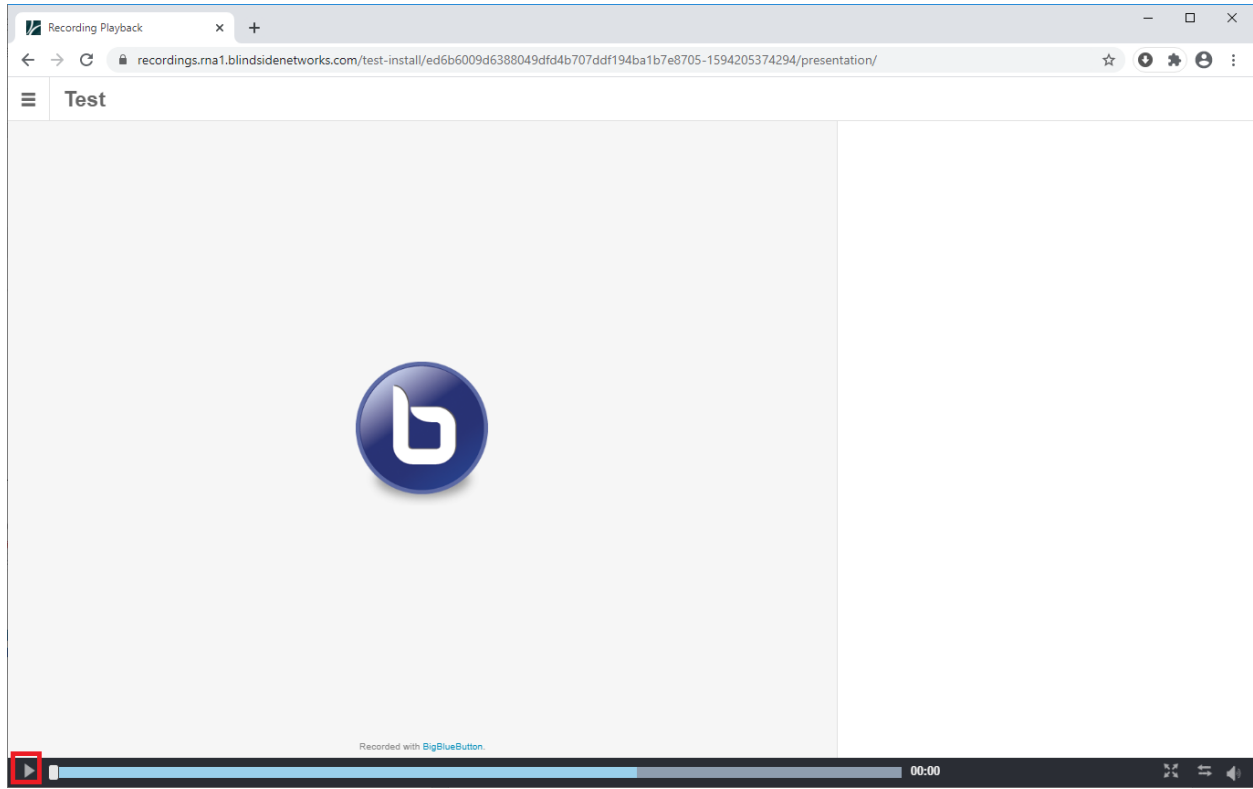 Recording Playback
recordings.rna1.blindsidenetworks.com/test-install/ed6b6009d6388049dfd4b707ddf194ba1b7e8705-1594205374294/presentation/
Test
Recorded with BigBlueButton.
00:00